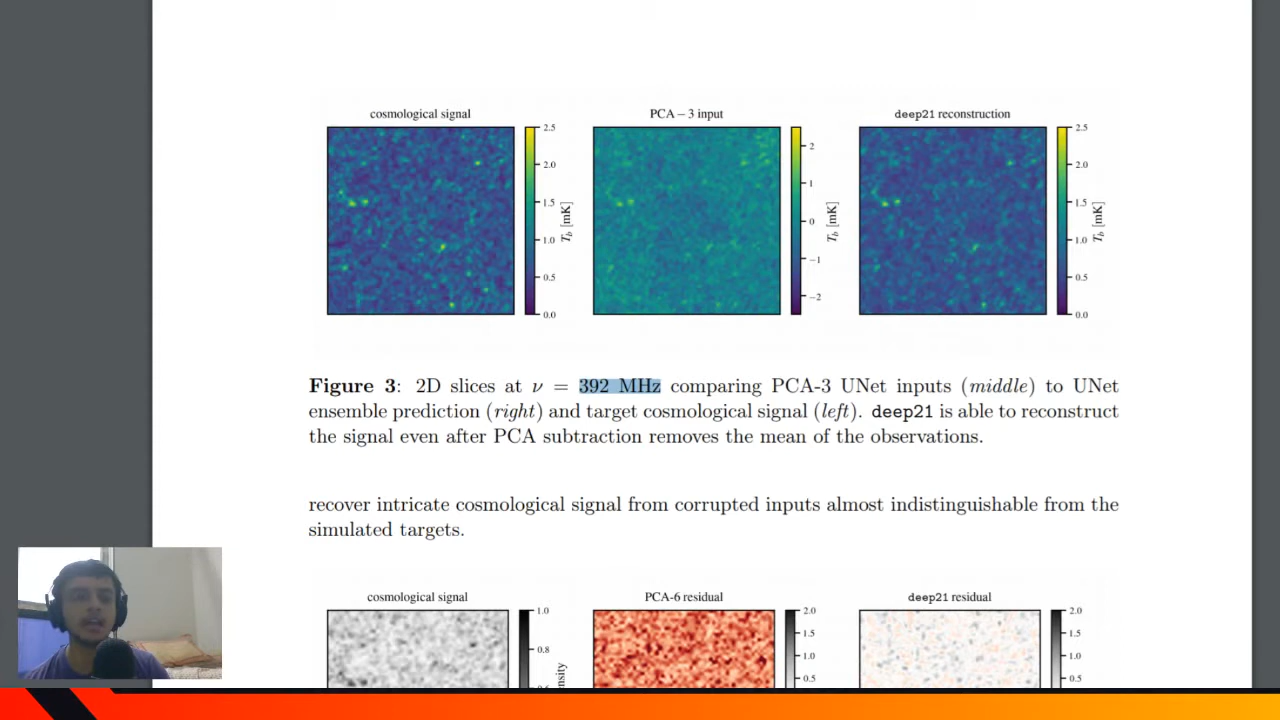 cosmological signal
PCA − 3 input
deep21 reconstruction
2.5
2.0
1.5
1.0
0.5
0.0
T_b [mK]
2
1
0
−1
−2
T_b [mK]
2.5
2.0
1.5
1.0
0.5
0.0
T_b [mK]
Figure 3: 2D slices at ν = 392 MHz comparing PCA-3 UNet inputs (middle) to UNet
ensemble prediction (right) and target cosmological signal (left). deep21 is able to reconstruct
the signal even after PCA subtraction removes the mean of the observations.
recover intricate cosmological signal from corrupted inputs almost indistinguishable from the
simulated targets.
cosmological signal
PCA-6 residual
deep21 residual
1.0
0.8
2.0
1.5
1.0
0.5
2.0
1.5
1.0
0.5